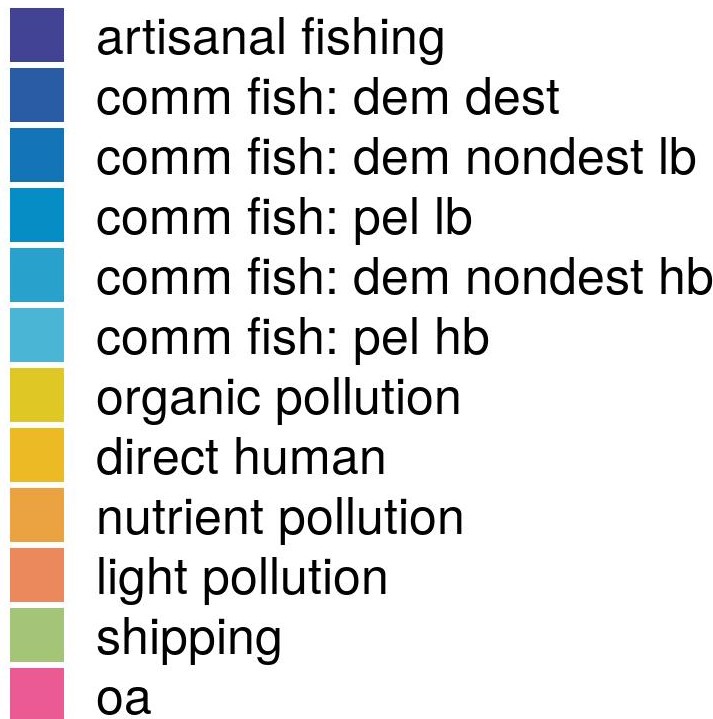 artisanal fishing
comm fish: dem dest
comm fish: dem nondest lb
comm fish: pel lb
comm fish: dem nondest hb
comm fish: pel hb
organic pollution
direct human
nutrient pollution
light pollution
shipping
oa